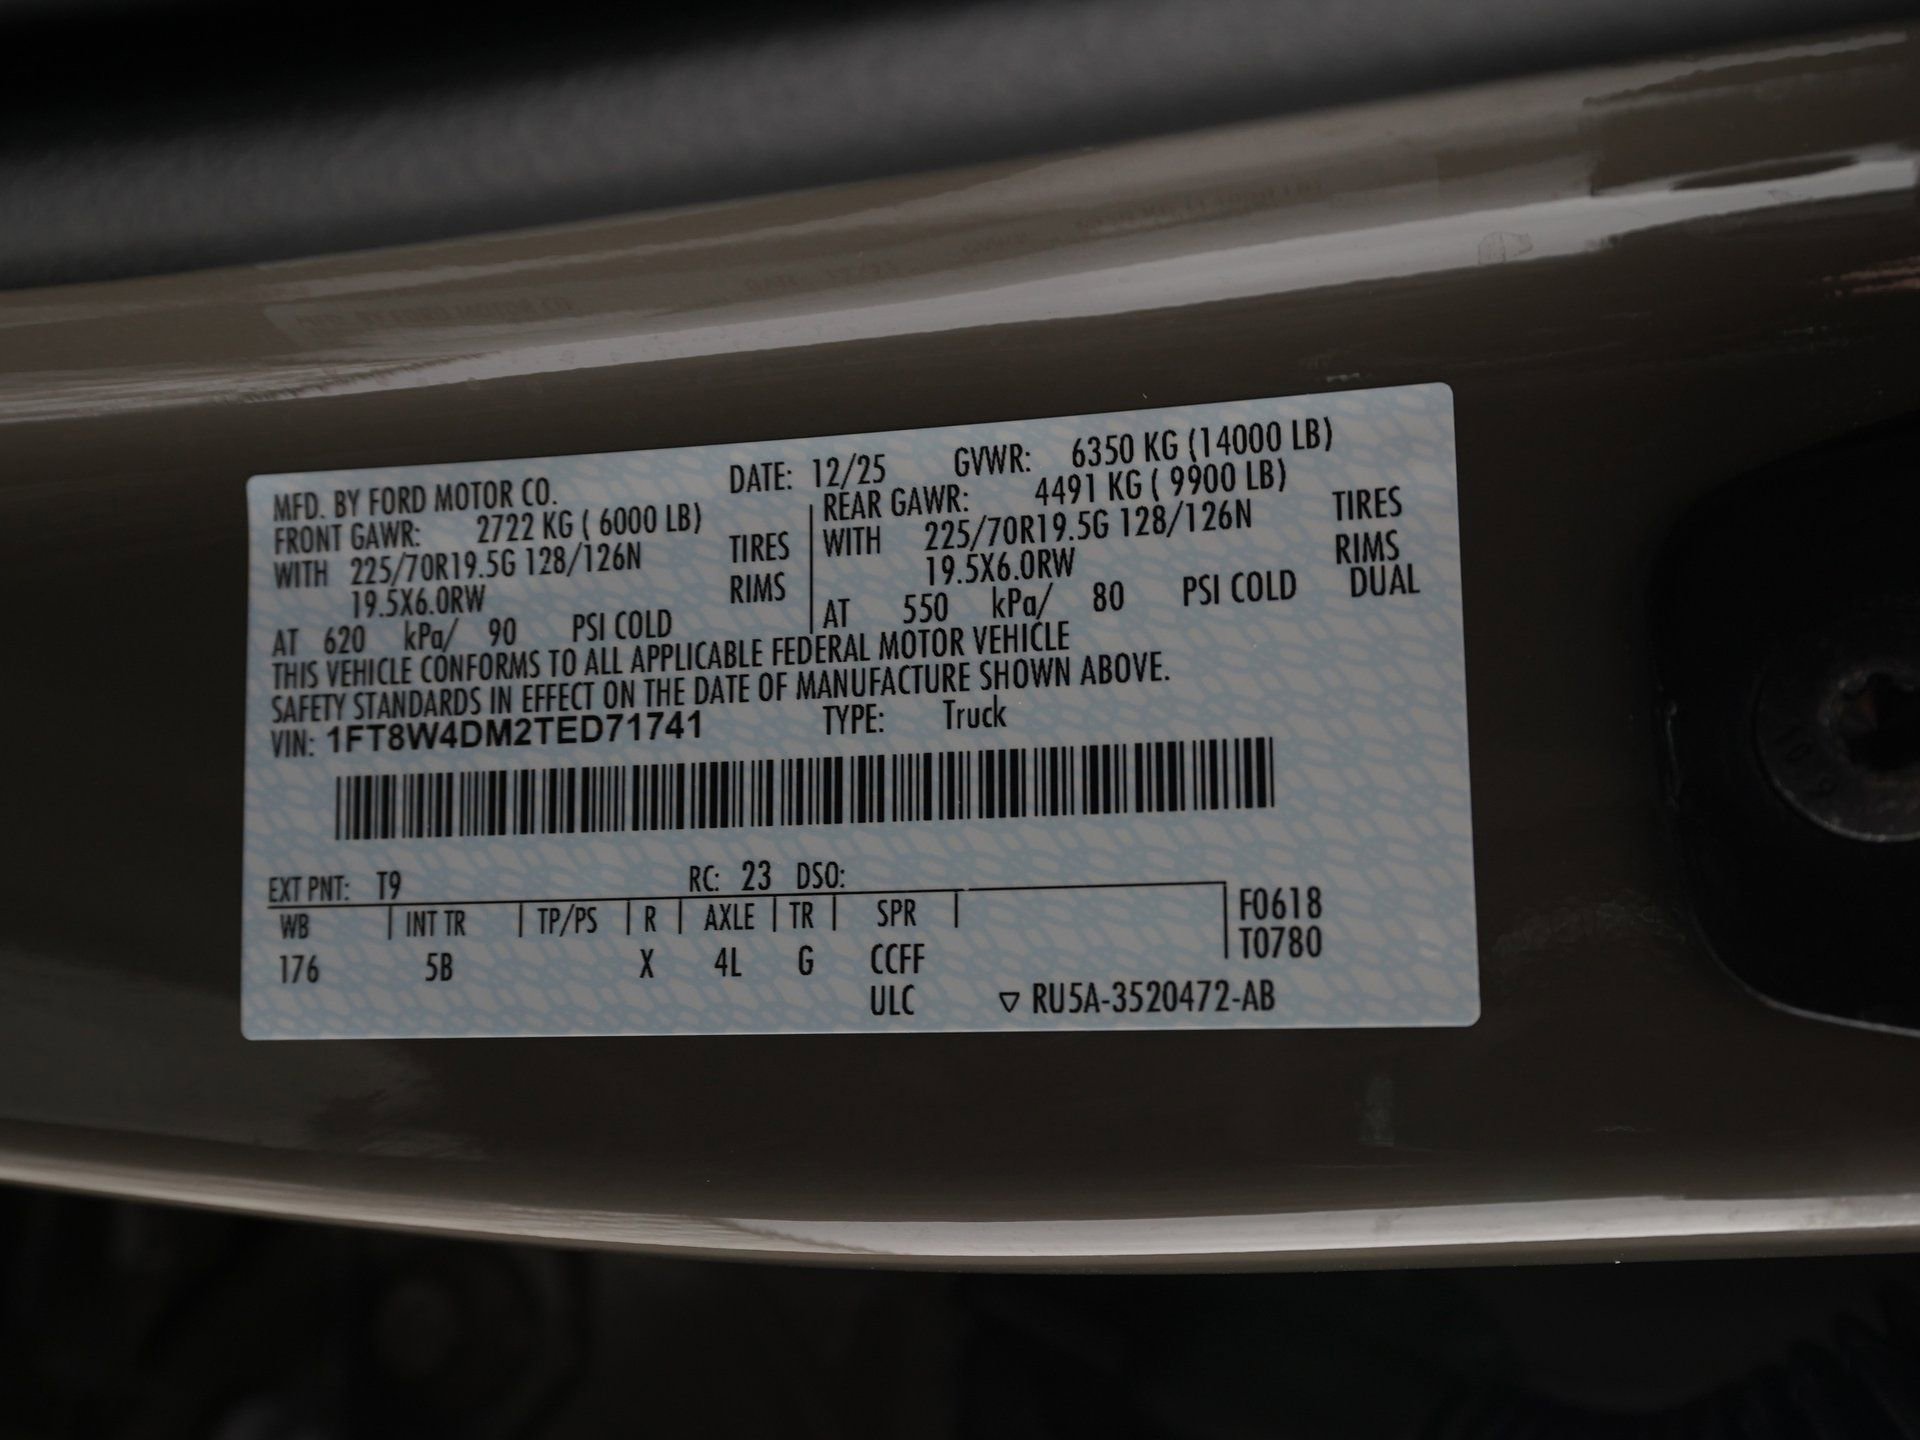 MFD. BY FORD MOTOR CO. DATE: 12/25 GVWR: 6350 KG (14000 LB)
FRONT GAWR: 2722 KG ( 6000 LB) REAR GAWR: 4491 KG ( 9900 LB)
WITH 225/70R19.5G 128/126N TIRES WITH 225/70R19.5G 128/126N TIRES
19.5X6.0RW RIMS 19.5X6.0RW RIMS
AT 620 kPa/ 90 PSI COLD AT 550 kPa/ 80 PSI COLD DUAL
THIS VEHICLE CONFORMS TO ALL APPLICABLE FEDERAL MOTOR VEHICLE
SAFETY STANDARDS IN EFFECT ON THE DATE OF MANUFACTURE SHOWN ABOVE.
VIN: 1FT8W4DM2TED71741 TYPE: Truck
EXT PNT: T9 RC: 23 DSO:
WB INT TR TP/PS R AXLE TR SPR F0618
T0780
176 5B X 4L G CCFF
ULC ▽ RU5A-3520472-AB